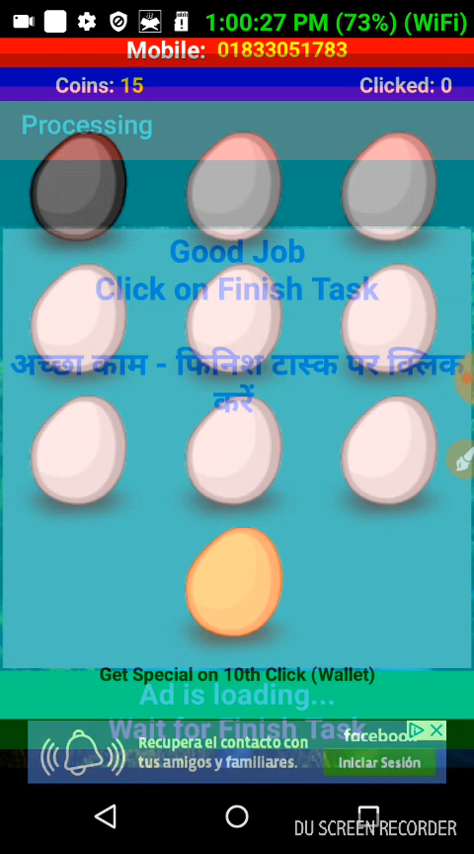 1:00:27 PM (73%) (WiFi)
Mobile: 01833051783
Coins: 15
Clicked: 0
Processing
Good Job
Click on Finish Task
अच्छा काम - फिनिश टास्क पर क्लिक
करें
Get Special on 10th Click (Wallet)
Ad is loading...
Wait for Finish Task
Recupera el contacto con
tus amigos y familiares.
facebook
Iniciar Sesión
DU SCREEN RECORDER